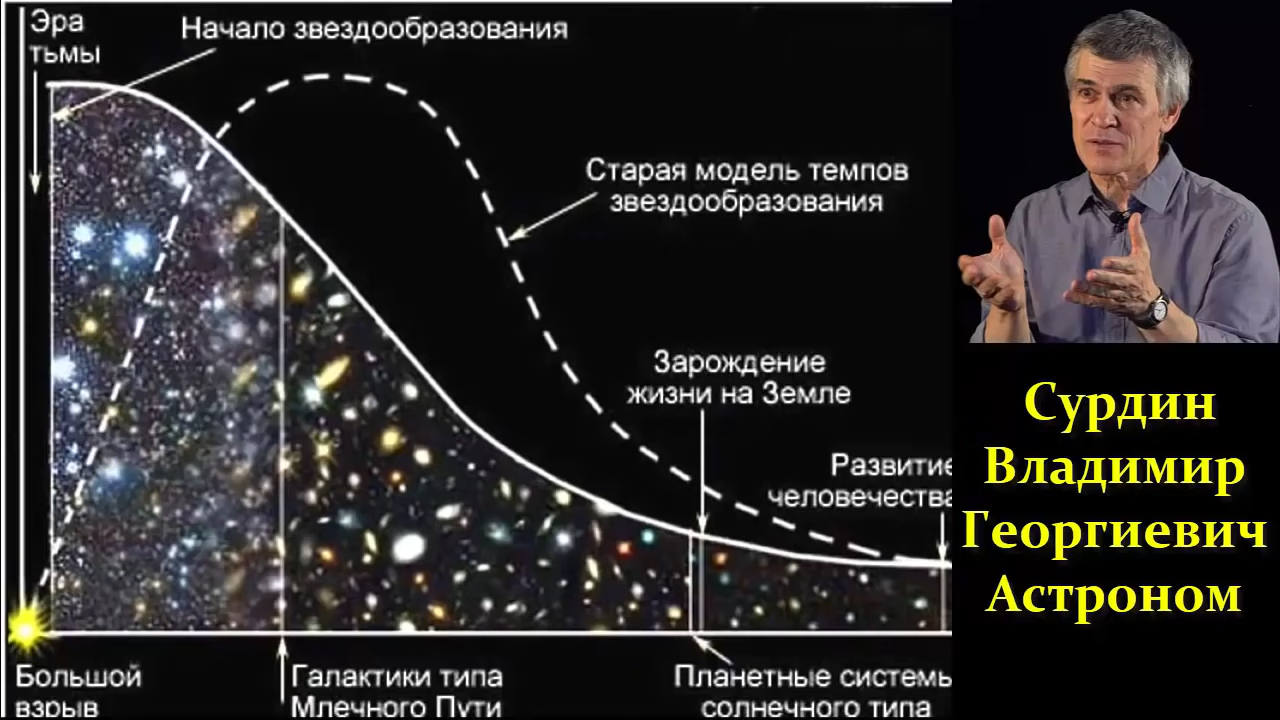 Эра
тьмы
Начало звездообразования
Старая модель темпов
звездообразования
Зарождение
жизни на Земле
Развитие
человечества
Большой
взрыв
Галактики типа
Млечного Пути
Планетные системы
солнечного типа
Сурдин
Владимир
Георгиевич
Астроном